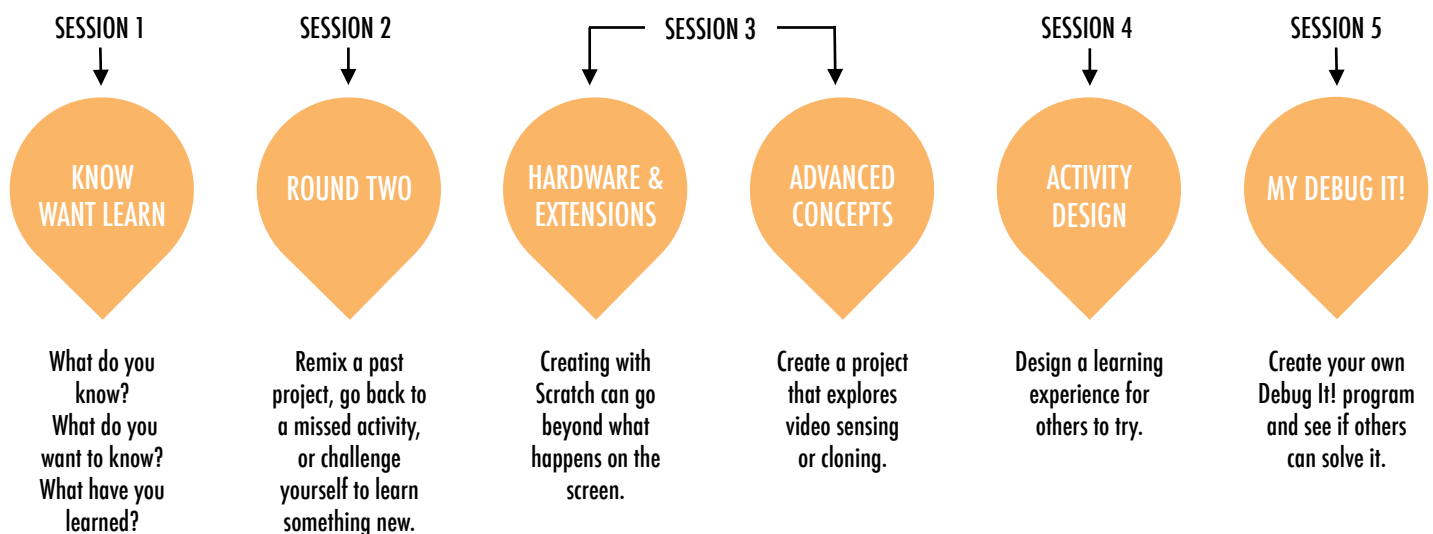 SESSION 1
SESSION 2
SESSION 3
SESSION 4
SESSION 5
KNOW
WANT LEARN
ROUND TWO
HARDWARE &
EXTENSIONS
ADVANCED
CONCEPTS
ACTIVITY
DESIGN
MY DEBUG IT!
What do you
know?
What do you
want to know?
What have you
learned?
Remix a past
project, go back to
a missed activity,
or challenge
yourself to learn
something new.
Creating with
Scratch can go
beyond what
happens on the
screen.
Create a project
that explores
video sensing
or cloning.
Design a learning
experience for
others to try.
Create your own
Debug It! program
and see if others
can solve it.